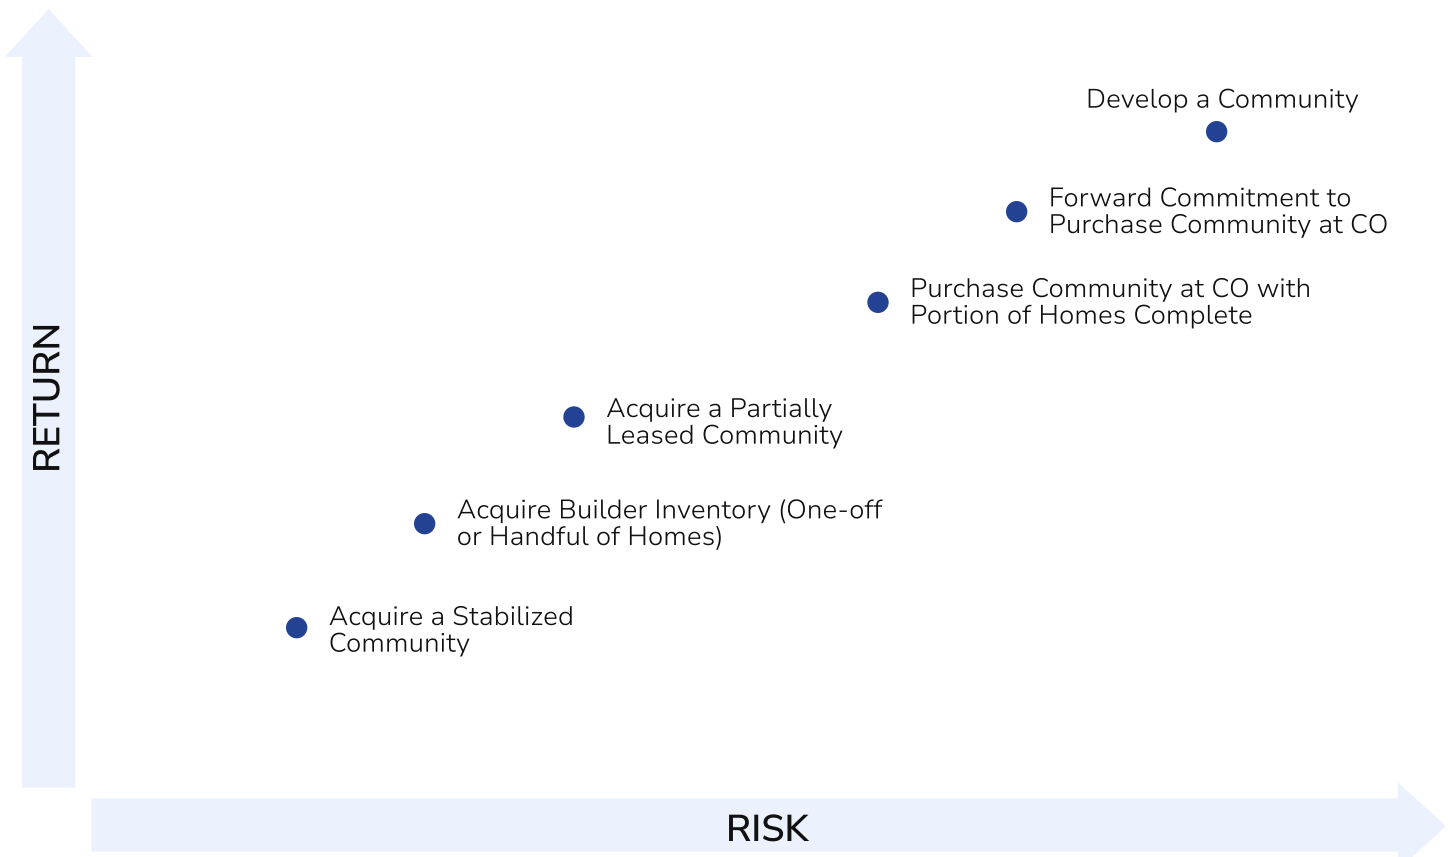 Develop a Community
Forward Commitment to
Purchase Community at CO
Purchase Community at CO with
Portion of Homes Complete
RETURN
Acquire a Partially
Leased Community
Acquire Builder Inventory (One-off
or Handful of Homes)
Acquire a Stabilized
Community
RISK